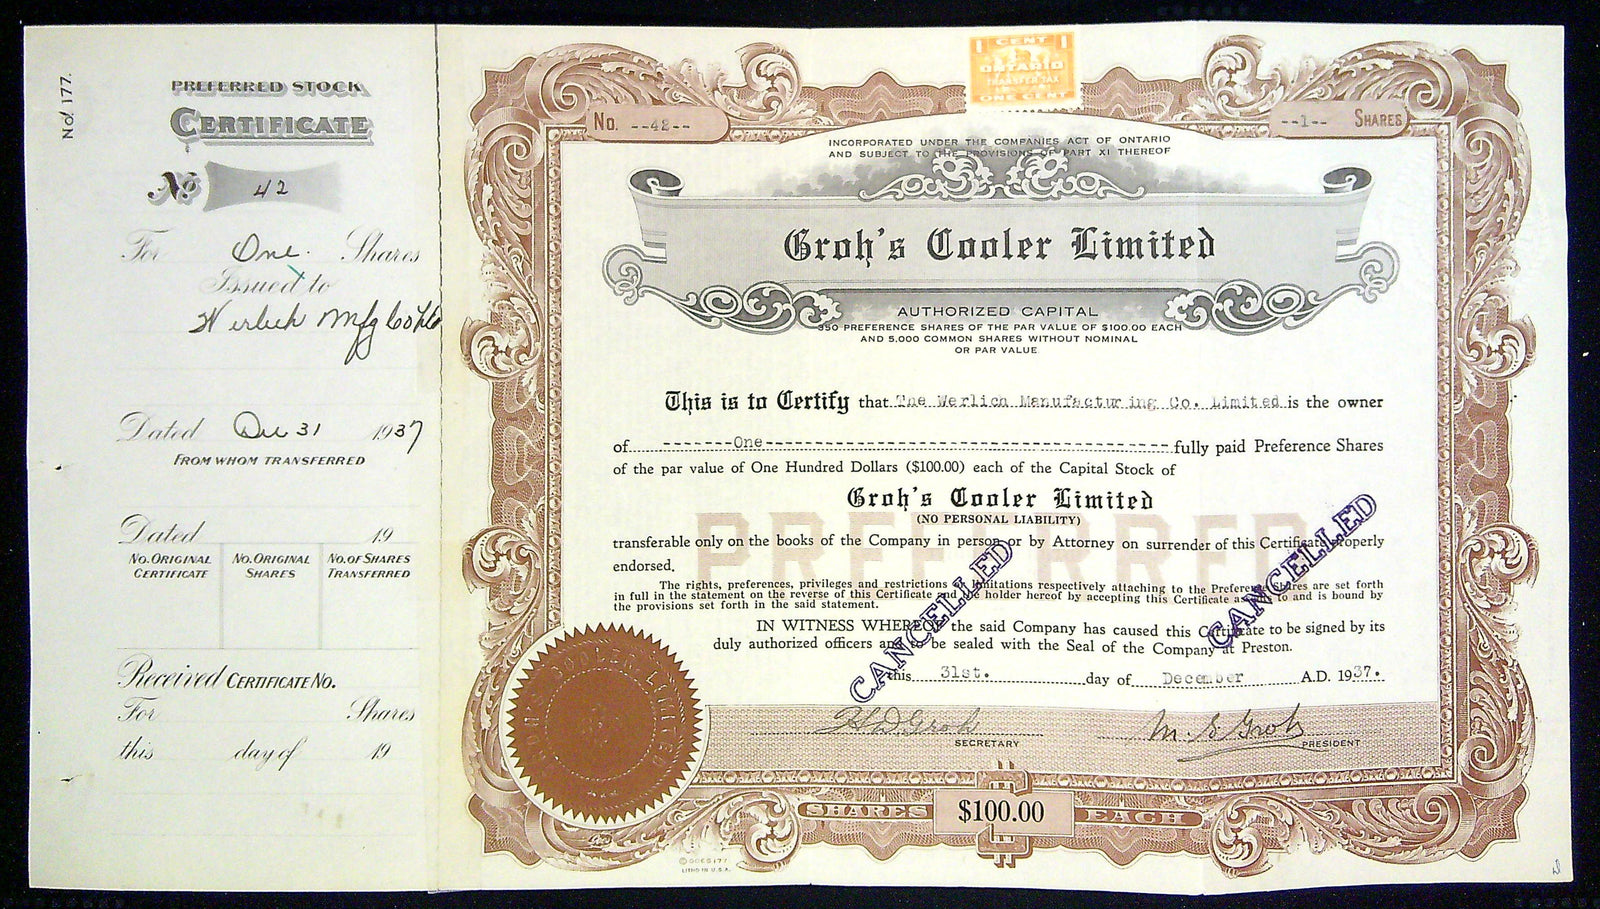 No. 177.
PREFERRED STOCK
CERTIFICATE
No 42
For One. Shares
Issued to
Werlich Mfg Co Ltd
Dated Dec 31 1937
FROM WHOM TRANSFERRED
Dated 19
NO. ORIGINAL CERTIFICATE
NO. ORIGINAL SHARES
NO. OF SHARES TRANSFERRED
Received CERTIFICATE NO.
For Shares
this day of 19
1 CENT 1
ONTARIO
TRANSFER TAX
ONE CENT
No. --42--
--1-- SHARES
INCORPORATED UNDER THE COMPANIES ACT OF ONTARIO
AND SUBJECT TO THE PROVISIONS OF PART XI THEREOF
Groh's Cooler Limited
AUTHORIZED CAPITAL
350 PREFERENCE SHARES OF THE PAR VALUE OF $100.00 EACH
AND 5,000 COMMON SHARES WITHOUT NOMINAL
OR PAR VALUE
This is to Certify that The Werlich Manufacturing Co. Limited is the owner
of -------One------- fully paid Preference Shares
of the par value of One Hundred Dollars ($100.00) each of the Capital Stock of
Groh's Cooler Limited
(NO PERSONAL LIABILITY)
PREFERRED
transferable only on the books of the Company in person or by Attorney on surrender of this Certificate properly
endorsed.
The rights, preferences, privileges and restrictions or limitations respectively attaching to the Preference Shares are set forth
in full in the statement on the reverse of this Certificate and the holder hereof by accepting this Certificate assents to and is bound by
the provisions set forth in the said statement.
IN WITNESS WHEREOF the said Company has caused this Certificate to be signed by its
duly authorized officers and to be sealed with the Seal of the Company at Preston.
this 31st. day of December A.D. 1937.
CANCELLED
CANCELLED
H D Groh
SECRETARY
M. S Groh
PRESIDENT
GROH'S COOLER LIMITED
SHARES $100.00 EACH
© GOES 177
LITHO IN U.S.A.